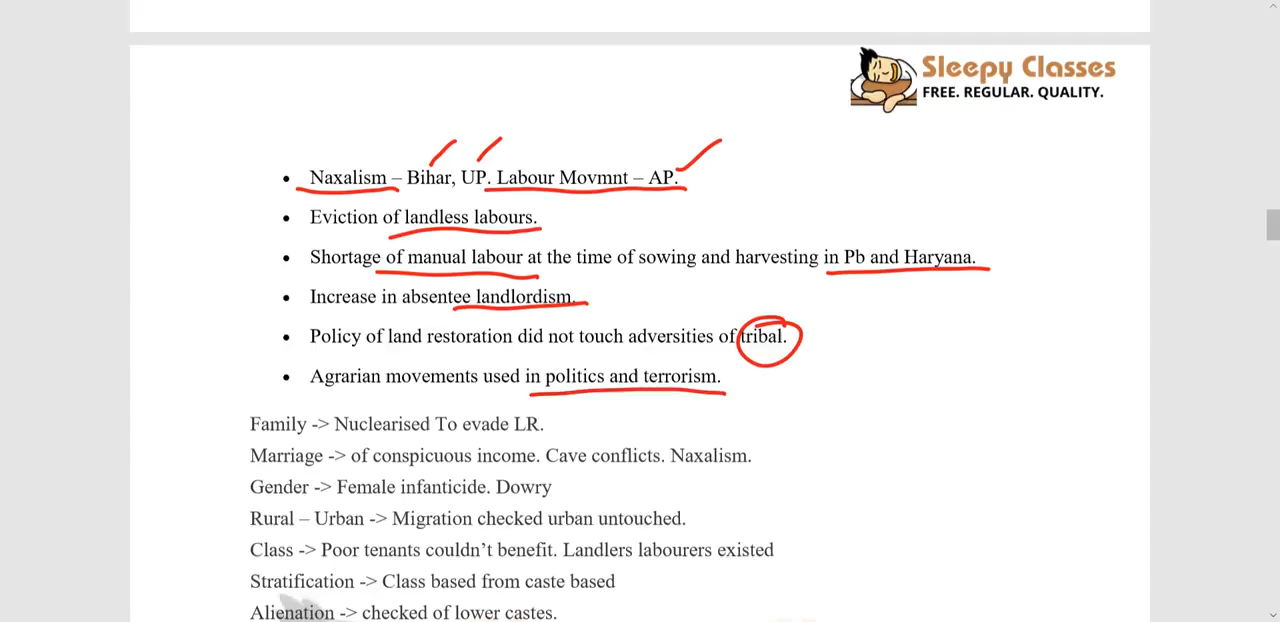 Sleepy Classes
FREE. REGULAR. QUALITY.
• Naxalism – Bihar, UP. Labour Movmnt – AP.
• Eviction of landless labours.
• Shortage of manual labour at the time of sowing and harvesting in Pb and Haryana.
• Increase in absentee landlordism.
• Policy of land restoration did not touch adversities of tribal.
• Agrarian movements used in politics and terrorism.
Family -> Nuclearised To evade LR.
Marriage -> of conspicuous income. Cave conflicts. Naxalism.
Gender -> Female infanticide. Dowry
Rural – Urban -> Migration checked urban untouched.
Class -> Poor tenants couldn’t benefit. Landlers labourers existed
Stratification -> Class based from caste based
Alienation -> checked of lower castes.